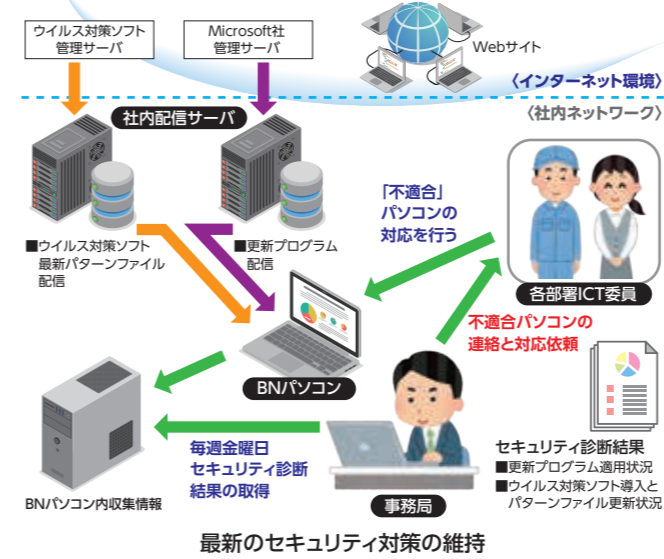 ウイルス対策ソフト
管理サーバ
Microsoft社
管理サーバ
Webサイト
〈インターネット環境〉
〈社内ネットワーク〉
社内配信サーバ
■ウイルス対策ソフト
最新パターンファイル
配信
■更新プログラム
配信
「不適合」
パソコンの
対応を行う
各部署ICT委員
不適合パソコンの
連絡と対応依頼
BNパソコン
BNパソコン内収集情報
毎週金曜日
セキュリティ診断
結果の取得
事務局
セキュリティ診断結果
■更新プログラム適用状況
■ウイルス対策ソフト導入と
パターンファイル更新状況
最新のセキュリティ対策の維持